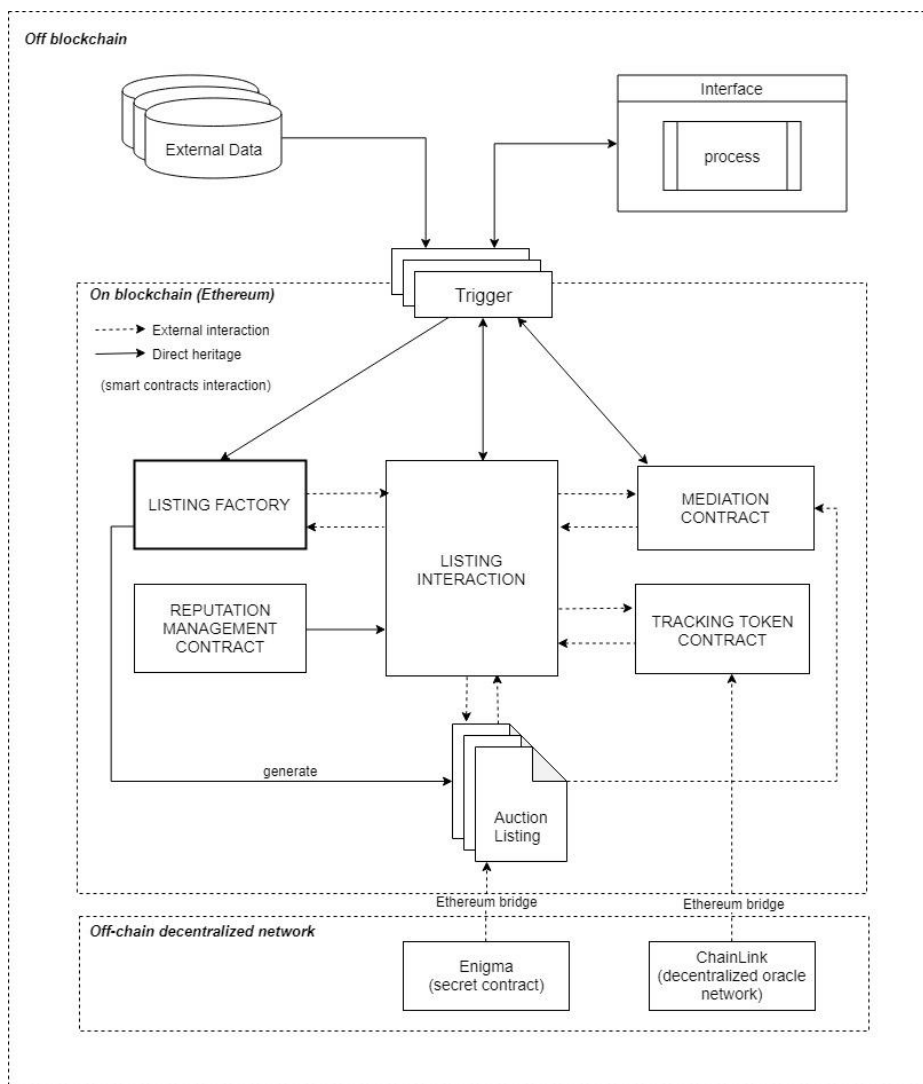 Off blockchain
External Data
Interface
process
Trigger
On blockchain (Ethereum)
External interaction
Direct heritage
(smart contracts interaction)
LISTING FACTORY
LISTING
INTERACTION
MEDIATION
CONTRACT
REPUTATION
MANAGEMENT
CONTRACT
TRACKING TOKEN
CONTRACT
generate
Auction
Listing
Ethereum bridge
Ethereum bridge
Off-chain decentralized network
Enigma
(secret contract)
ChainLink
(decentralized oracle
network)